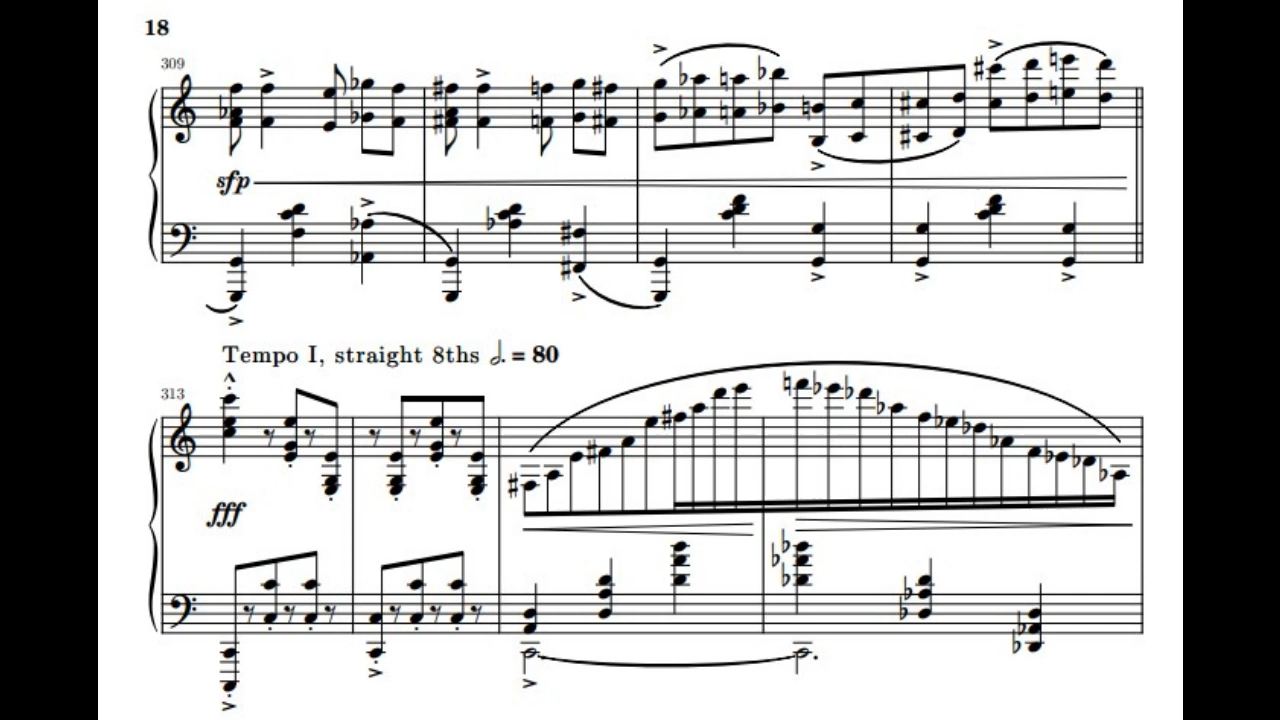 18
309
sfp
Tempo I, straight 8ths 𝅗𝅥. = 80
313
fff